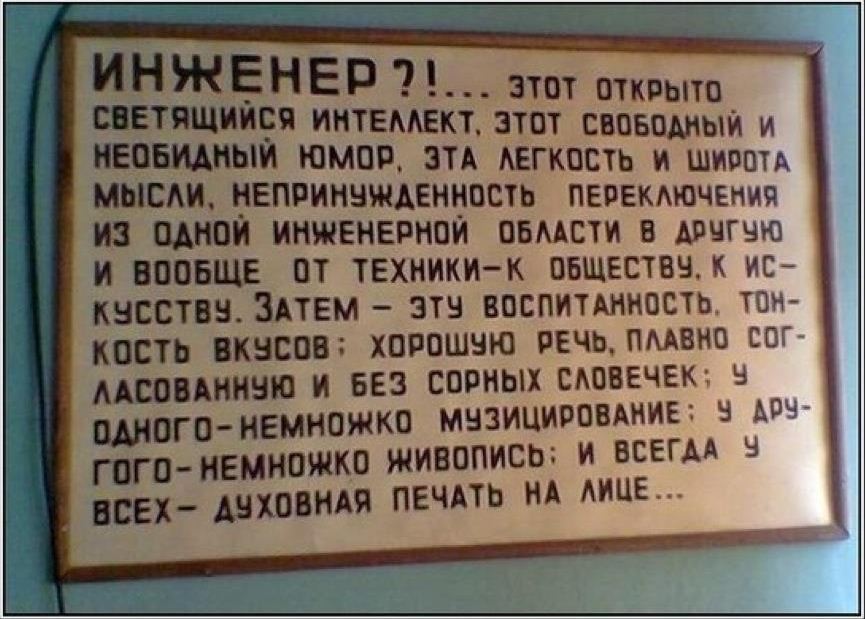 ИНЖЕНЕР?!... ЭТОТ ОТКРЫТО
СВЕТЯЩИЙСЯ ИНТЕЛЛЕКТ, ЭТОТ СВОБОДНЫЙ И
НЕОБИДНЫЙ ЮМОР, ЭТА ЛЕГКОСТЬ И ШИРОТА
МЫСЛИ, НЕПРИНУЖДЕННОСТЬ ПЕРЕКЛЮЧЕНИЯ
ИЗ ОДНОЙ ИНЖЕНЕРНОЙ ОБЛАСТИ В ДРУГУЮ
И ВООБЩЕ ОТ ТЕХНИКИ-К ОБЩЕСТВУ, К ИС-
КУССТВУ. ЗАТЕМ - ЭТУ ВОСПИТАННОСТЬ, ТОН-
КОСТЬ ВКУСОВ; ХОРОШУЮ РЕЧЬ, ПЛАВНО СОГ-
ЛАСОВАННУЮ И БЕЗ СОРНЫХ СЛОВЕЧЕК; У
ОДНОГО-НЕМНОЖКО МУЗИЦИРОВАНИЕ; У ДРУ-
ГОГО-НЕМНОЖКО ЖИВОПИСЬ; И ВСЕГДА У
ВСЕХ- ДУХОВНАЯ ПЕЧАТЬ НА ЛИЦЕ...